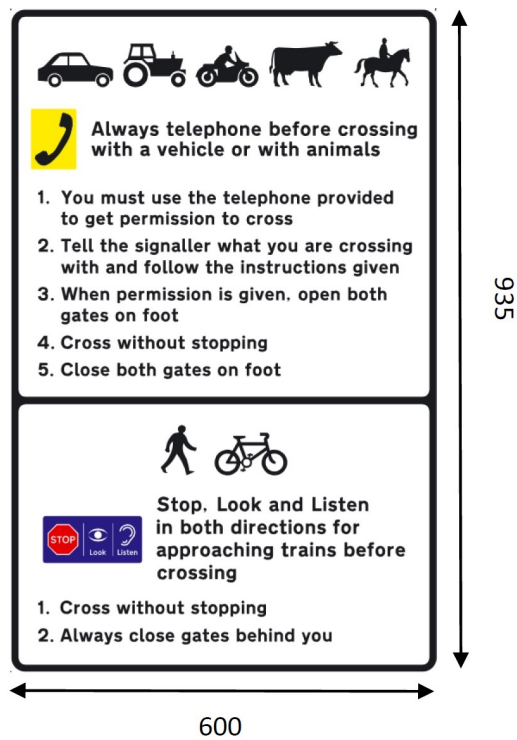 Always telephone before crossing
with a vehicle or with animals
1. You must use the telephone provided
to get permission to cross
2. Tell the signaller what you are crossing
with and follow the instructions given
3. When permission is given, open both
gates on foot
4. Cross without stopping
5. Close both gates on foot
935
Stop, Look and Listen
in both directions for
approaching trains before
crossing
STOP
Look
Listen
1. Cross without stopping
2. Always close gates behind you
600